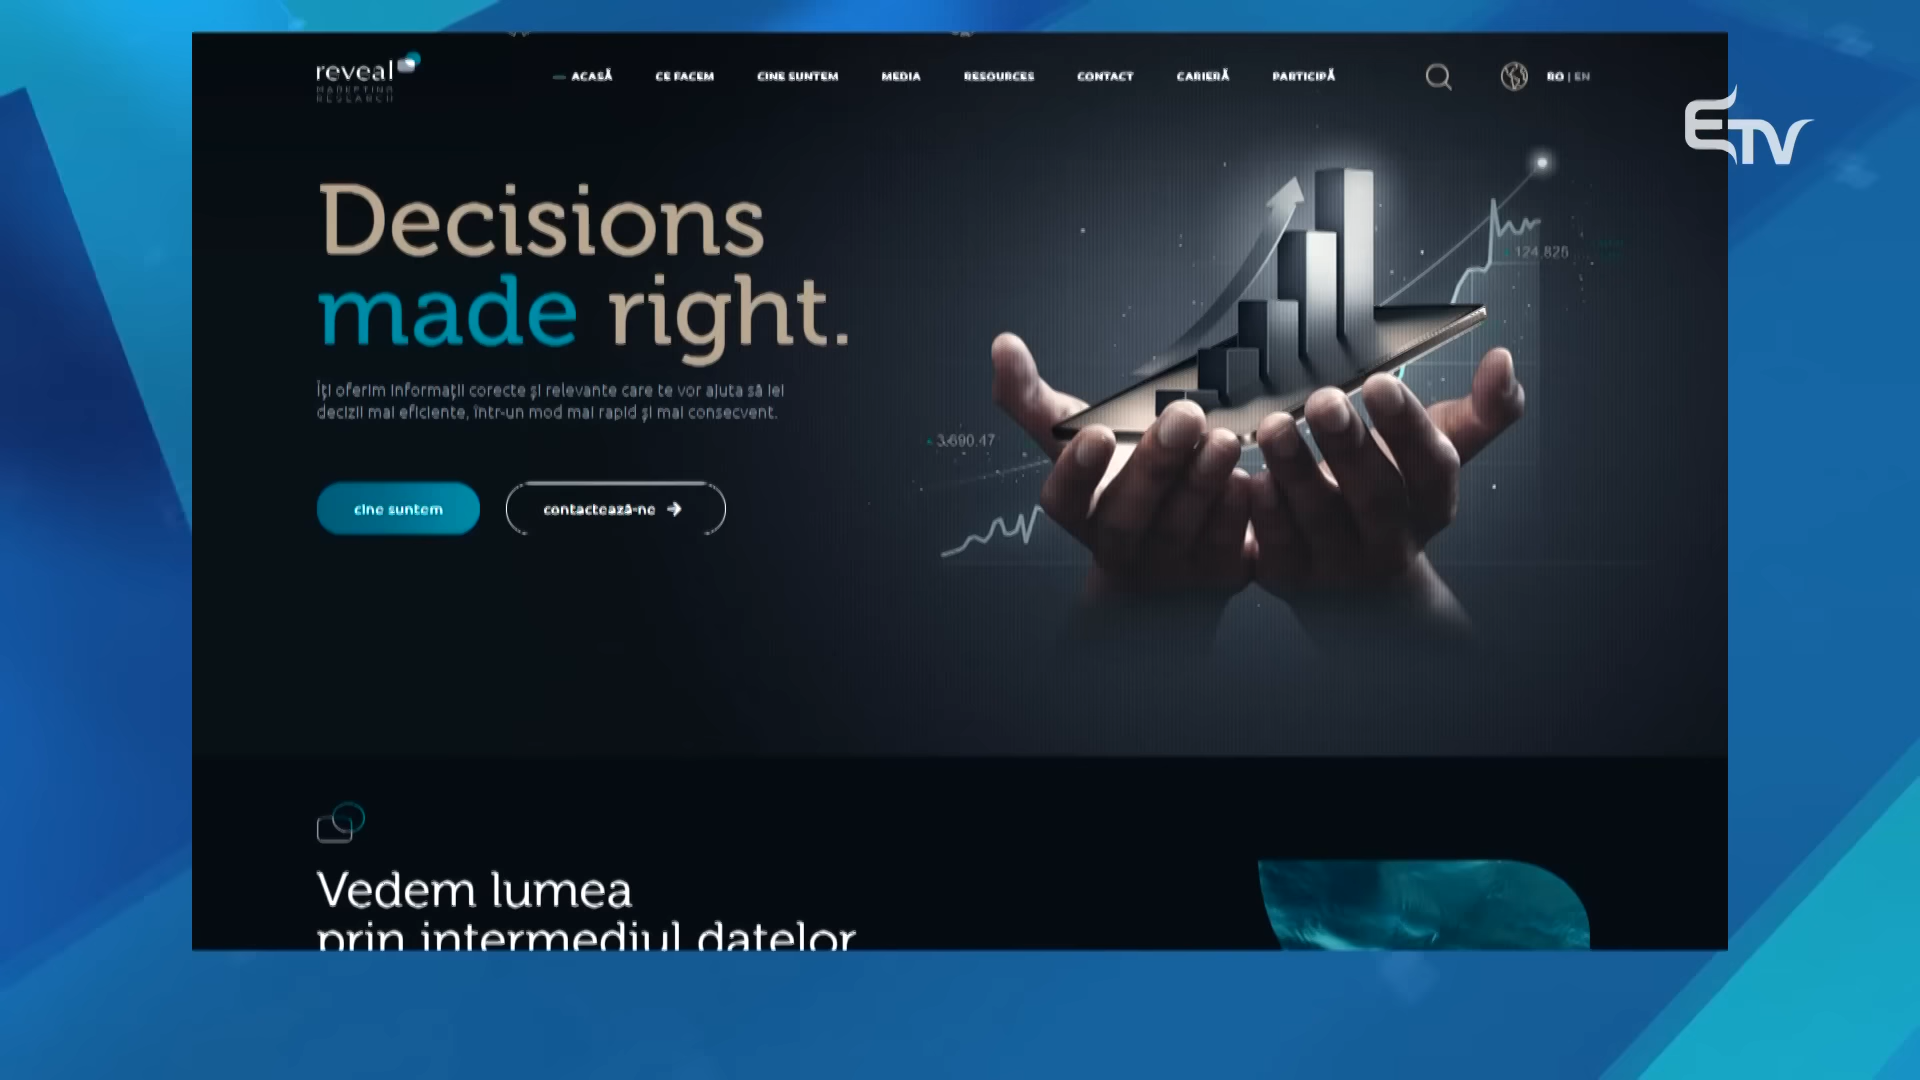 reveal
MARKETING
RESEARCH
ACASĂ
CE FACEM
CINE SUNTEM
MEDIA
RESOURCES
CONTACT
CARIERĂ
PARTICIPĂ
RO | EN
ETV
Decisions
made right.
124.826
Îți oferim informații corecte și relevante care te vor ajuta să iei
decizii mai eficiente, într-un mod mai rapid și mai consecvent.
3,690.47
cine suntem
contactează-ne
Vedem lumea
prin intermediul datelor